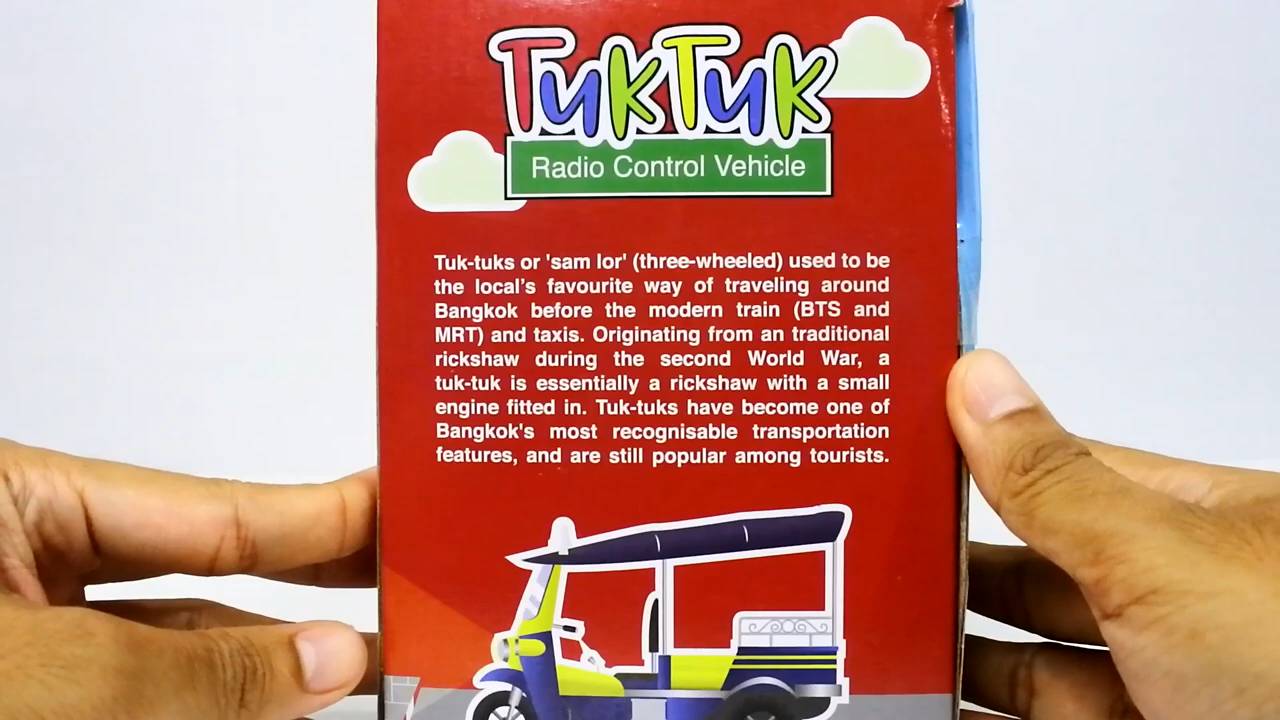 TukTuk
Radio Control Vehicle
Tuk-tuks or 'sam lor' (three-wheeled) used to be
the local's favourite way of traveling around
Bangkok before the modern train (BTS and
MRT) and taxis. Originating from an traditional
rickshaw during the second World War, a
tuk-tuk is essentially a rickshaw with a small
engine fitted in. Tuk-tuks have become one of
Bangkok's most recognisable transportation
features, and are still popular among tourists.